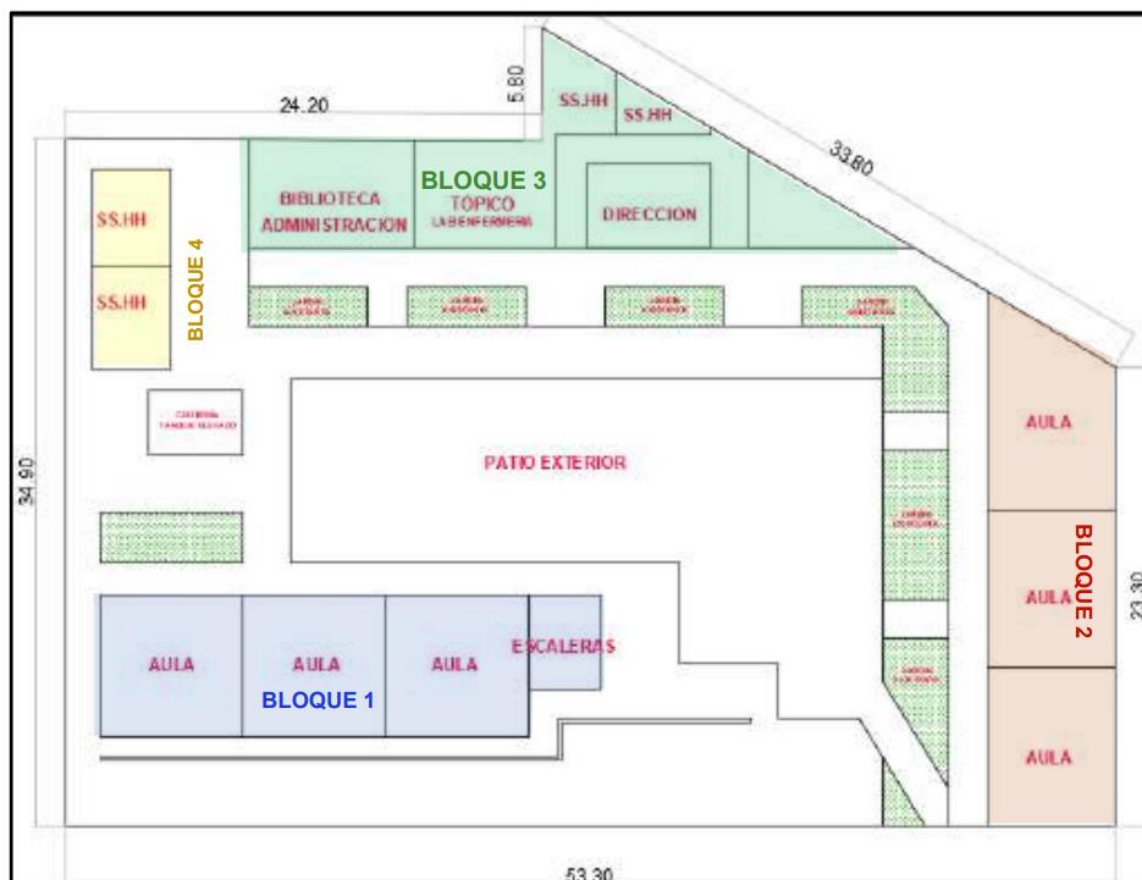 24.20
5.80
33.80
SS.HH
SS.HH
BLOQUE 3
BIBLIOTECA
ADMINISTRACION
TOPICO
DIRECCION
SS.HH
SS.HH
BLOQUE 4
PATIO EXTERIOR
34.90
AULA
AULA
AULA
BLOQUE 2
23.30
AULA
AULA
AULA
ESCALERAS
BLOQUE 1
53.30